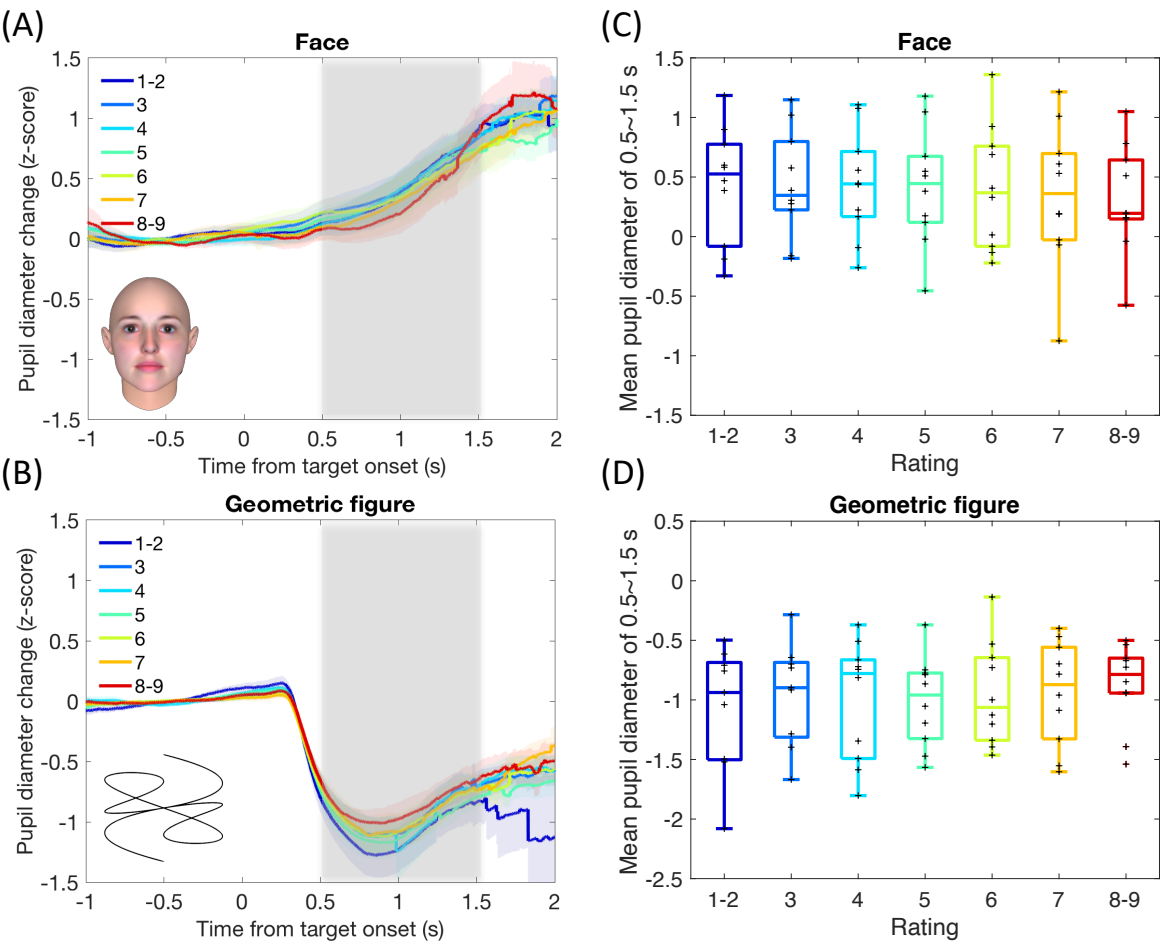 (A)
Face
Pupil diameter change (z-score)
1.5
1
0.5
0
-0.5
-1
-1.5
1-2
3
4
5
6
7
8-9
-1 -0.5 0 0.5 1 1.5 2
Time from target onset (s)
(C)
Face
Mean pupil diameter of 0.5~1.5 s
1.5
1
0.5
0
-0.5
-1
-1.5
1-2 3 4 5 6 7 8-9
Rating
(B)
Geometric figure
Pupil diameter change (z-score)
1.5
1
0.5
0
-0.5
-1
-1.5
1-2
3
4
5
6
7
8-9
-1 -0.5 0 0.5 1 1.5 2
Time from target onset (s)
(D)
Geometric figure
Mean pupil diameter of 0.5~1.5 s
0.5
0
-0.5
-1
-1.5
-2
-2.5
1-2 3 4 5 6 7 8-9
Rating